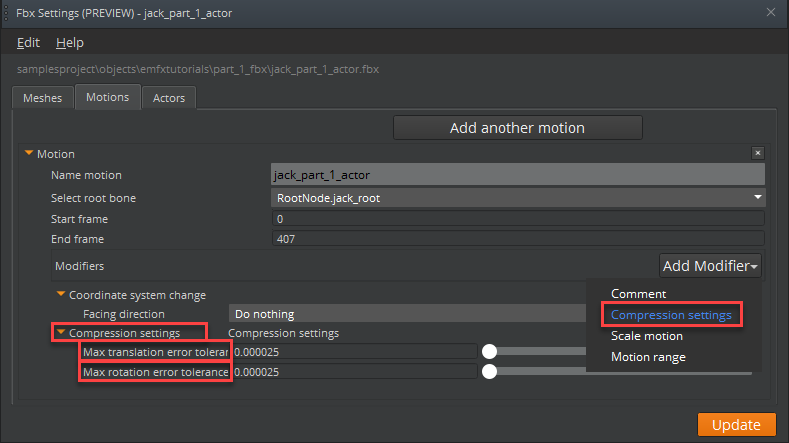 Fbx Settings (PREVIEW) - jack_part_1_actor
Edit Help
samplesproject\objects\emfxtutorials\part_1_fbx\jack_part_1_actor.fbx
Meshes Motions Actors
Add another motion
Motion
Name motion jack_part_1_actor
Select root bone RootNode.jack_root
Start frame 0
End frame 407
Modifiers Add Modifier
Comment
Compression settings
Scale motion
Motion range
Coordinate system change
Facing direction Do nothing
Compression settings Compression settings
Max translation error toleran 0.000025
Max rotation error tolerance 0.000025
Update